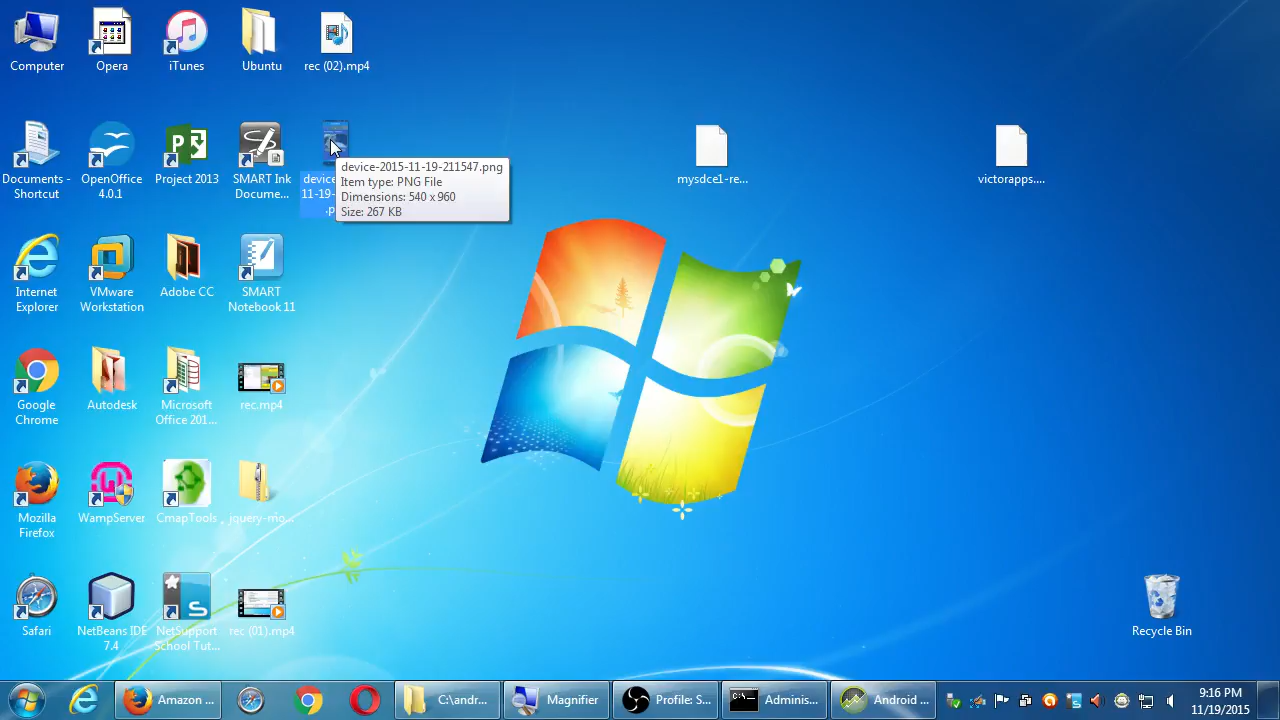 Computer
Opera
iTunes
Ubuntu
rec (02).mp4
Documents -
Shortcut
OpenOffice
4.0.1
Project 2013
SMART Ink
Docume...
device
11-19-
.p
device-2015-11-19-211547.png
Item type: PNG File
Dimensions: 540 x 960
Size: 267 KB
mysdce1-re...
victorapps....
Internet
Explorer
VMware
Workstation
Adobe CC
SMART
Notebook 11
Google
Chrome
Autodesk
Microsoft
Office 201...
rec.mp4
Mozilla
Firefox
WampServer
CmapTools
jquery-mo...
Safari
NetBeans IDE
7.4
NetSupport
School Tut...
rec (01).mp4
Recycle Bin
Amazon ...
C:\andr...
Magnifier
Profile: S...
Adminis...
Android ...
9:16 PM
11/19/2015